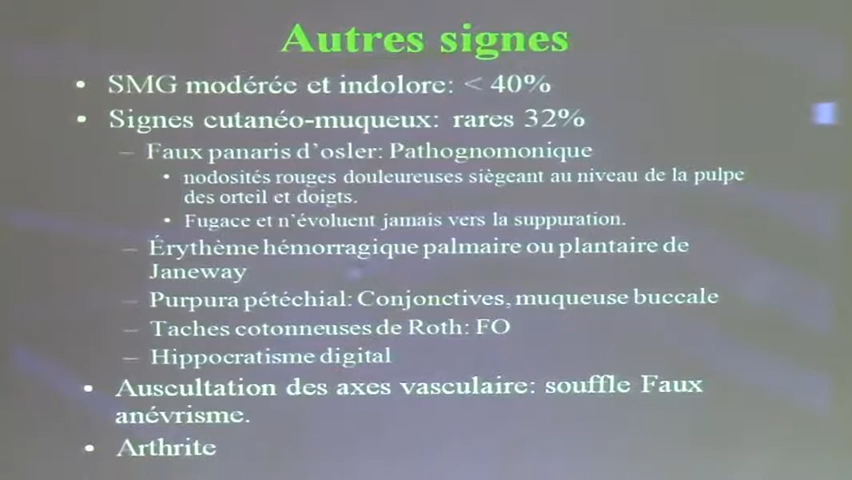 Autres signes
• SMG modérée et indolore: < 40%
• Signes cutanéo-muqueux: rares 32%
– Faux panaris d'osler: Pathognomonique
• nodosités rouges douleureuses siègeant au niveau de la pulpe
des orteil et doigts.
• Fugace et n'évoluent jamais vers la suppuration.
– Érythème hémorragique palmaire ou plantaire de
Janeway
– Purpura pétéchial: Conjonctives, muqueuse buccale
– Taches cotonneuses de Roth: FO
– Hippocratisme digital
• Auscultation des axes vasculaire: souffle Faux
anévrisme.
• Arthrite